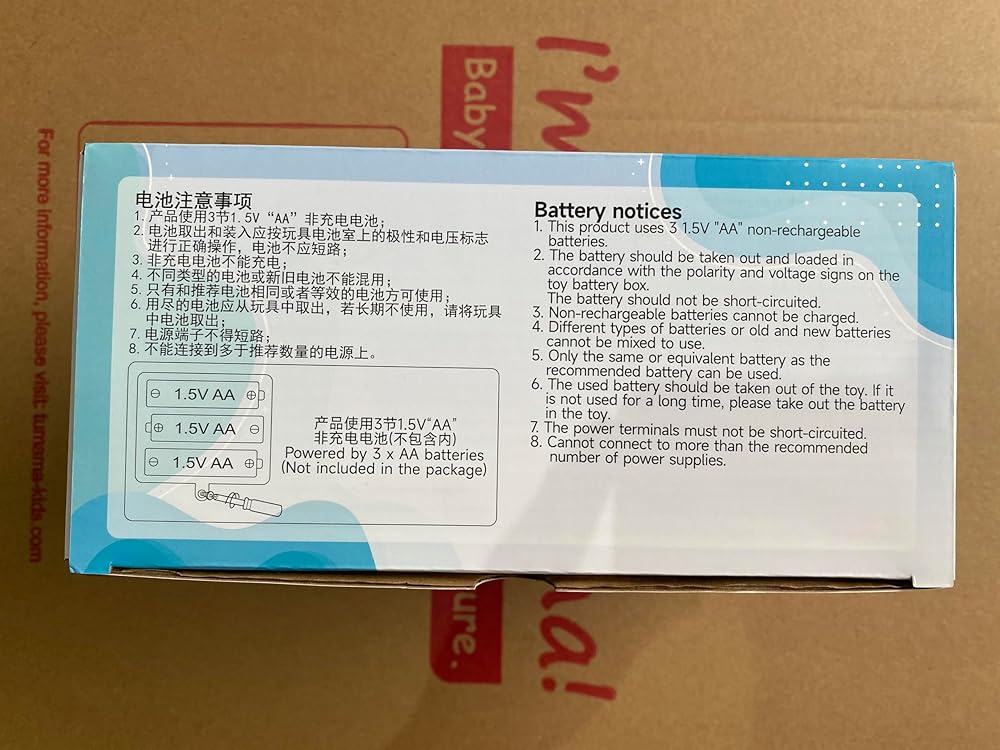 I'm
a!
Baby
ure.
For more information, please visit: tumama-kids.com
电池注意事项
1. 产品使用3节1.5V “AA” 非充电电池；
2. 电池取出和装入应按玩具电池室上的极性和电压标志
进行正确操作，电池不应短路；
3. 非充电电池不能充电；
4. 不同类型的电池或新旧电池不能混用；
5. 只有和推荐电池相同或者等效的电池方可使用；
6. 用尽的电池应从玩具中取出，若长期不使用，请将玩具
中电池取出；
7. 电源端子不得短路；
8. 不能连接到多于推荐数量的电源上。
⊖ 1.5V AA ⊕
⊕ 1.5V AA ⊖
⊖ 1.5V AA ⊕
产品使用3节1.5V“AA”
非充电电池(不包含内)
Powered by 3 x AA batteries
(Not included in the package)
Battery notices
1. This product uses 3 1.5V "AA" non-rechargeable
batteries.
2. The battery should be taken out and loaded in
accordance with the polarity and voltage signs on the
toy battery box.
The battery should not be short-circuited.
3. Non-rechargeable batteries cannot be charged.
4. Different types of batteries or old and new batteries
cannot be mixed to use.
5. Only the same or equivalent battery as the
recommended battery can be used.
6. The used battery should be taken out of the toy. If it
is not used for a long time, please take out the battery
in the toy.
7. The power terminals must not be short-circuited.
8. Cannot connect to more than the recommended
number of power supplies.